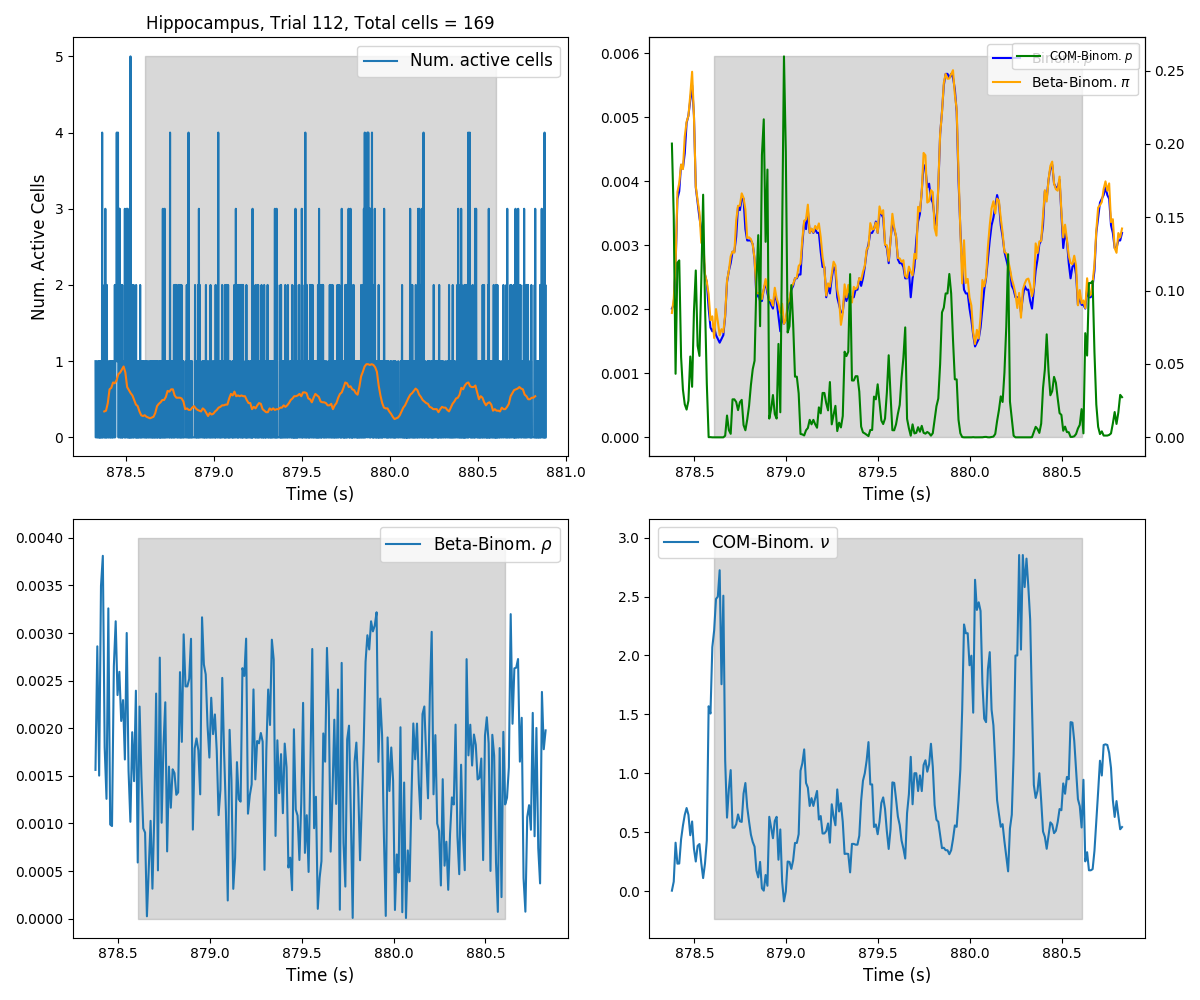 Hippocampus, Trial 112, Total cells = 169
Num. active cells
Num. Active Cells
5
4
3
2
1
0
878.5 879.0 879.5 880.0 880.5 881.0
Time (s)
COM-Binom. p
Beta-Binom. π
0.006
0.005
0.004
0.003
0.002
0.001
0.000
0.25
0.20
0.15
0.10
0.05
0.00
878.5 879.0 879.5 880.0 880.5
Time (s)
Beta-Binom. ρ
0.0040
0.0035
0.0030
0.0025
0.0020
0.0015
0.0010
0.0005
0.0000
878.5 879.0 879.5 880.0 880.5
Time (s)
COM-Binom. ν
3.0
2.5
2.0
1.5
1.0
0.5
0.0
878.5 879.0 879.5 880.0 880.5
Time (s)